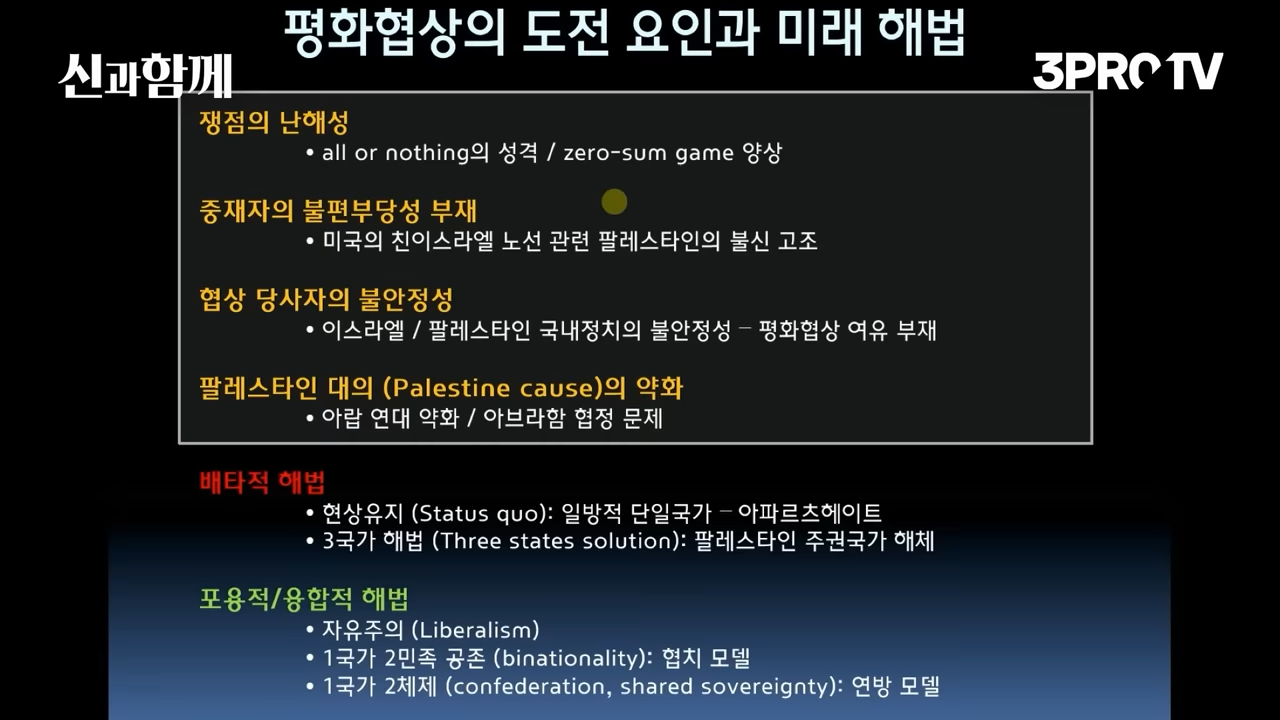 평화협상의 도전 요인과 미래 해법
신과함께
3PROTV
쟁점의 난해성
• all or nothing의 성격 / zero-sum game 양상
중재자의 불편부당성 부재
• 미국의 친이스라엘 노선 관련 팔레스타인의 불신 고조
협상 당사자의 불안정성
• 이스라엘 / 팔레스타인 국내정치의 불안정성 – 평화협상 여유 부재
팔레스타인 대의 (Palestine cause)의 약화
• 아랍 연대 약화 / 아브라함 협정 문제
배타적 해법
• 현상유지 (Status quo): 일방적 단일국가 – 아파르츠헤이트
• 3국가 해법 (Three states solution): 팔레스타인 주권국가 해체
포용적/융합적 해법
• 자유주의 (Liberalism)
• 1국가 2민족 공존 (binationality): 협치 모델
• 1국가 2체제 (confederation, shared sovereignty): 연방 모델